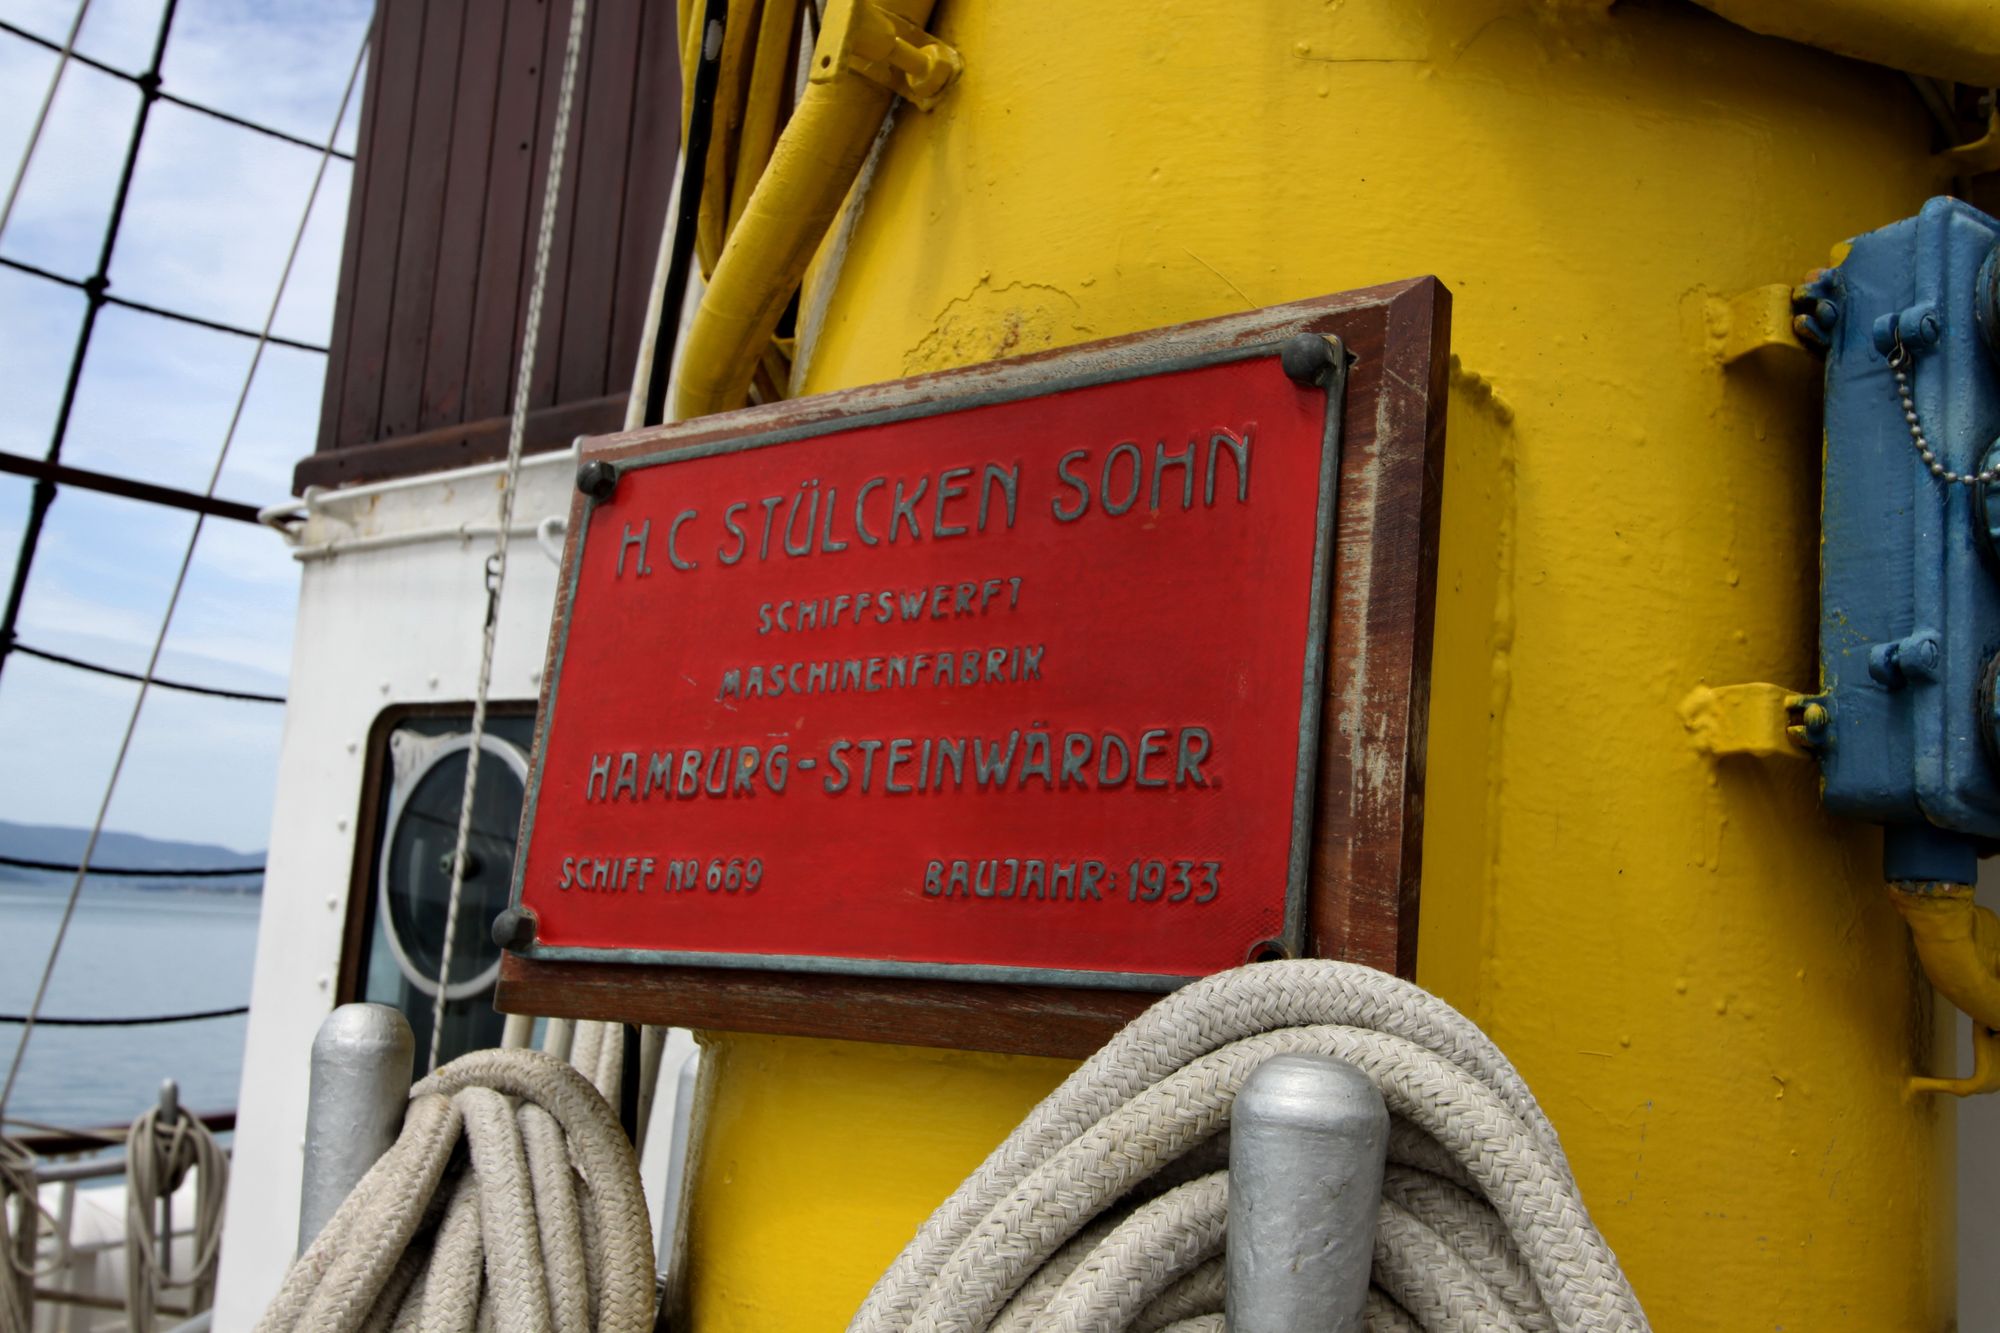 H. C. STÜLCKEN SOHN
SCHIFFSWERFT
MASCHINENFABRIK
HAMBURG-STEINWÄRDER.
SCHIFF No 669 BAUJAHR: 1933